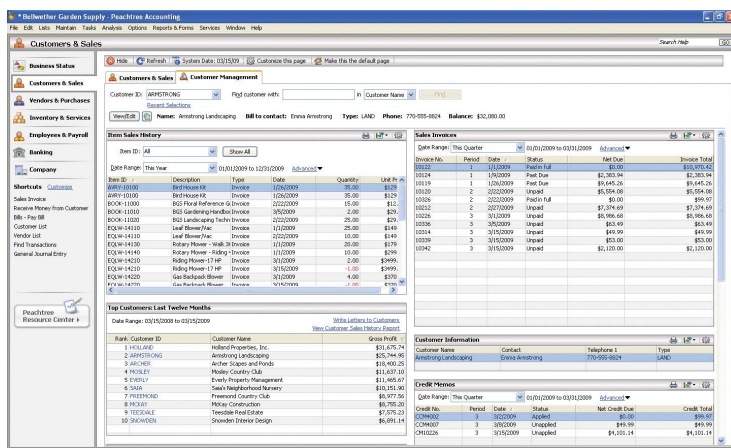 * Bellwether Garden Supply - Peachtree Accounting
File Edit Lists Maintain Tasks Analysis Options Reports & Forms Services Window Help
Customers & Sales
Search Help
GO
Business Status
Customers & Sales
Vendors & Purchases
Inventory & Services
Employees & Payroll
Banking
Company
Shortcuts Customize
Sales Invoice
Receive Money from Customer
Bills - Pay Bill
Customer List
Vendor List
Find Transactions
General Journal Entry
Peachtree
Resource Center
Hide Refresh System Date: 03/15/09 Customize this page Make this the default page
Customers & Sales Customer Management
Customer ID: ARMSTRONG Find customer with: in Customer Name Find
Recent Selections
View/Edit Name: Armstrong Landscaping Bill to contact: Emma Armstrong Type: LAND Phone: 770-555-8824 Balance: $32,080.00
Item Sales History
Item ID: All Show All
Date Range: This Year 01/01/2009 to 12/31/2009 Advanced
Item ID Description Type Date Quantity Unit Pr
AVRY-10100 Bird House Kit Invoice 1/26/2009 35.00 $129
AVRY-10100 Bird House Kit Invoice 1/26/2009 35.00 $129
BOOK-11000 BGS Floral Reference G Invoice 2/22/2009 15.00 $12.
BOOK-11010 BGS Gardening Handboo Invoice 3/5/2009 2.00 $29.
BOOK-11020 BGS Landscaping Techn Invoice 2/22/2009 25.00 $29.
EQLW-14110 Leaf Blower/Vac Invoice 1/1/2009 25.00 $149
EQLW-14110 Leaf Blower/Vac Invoice 2/22/2009 10.00 $149
EQLW-14130 Rotary Mower - Walk 3 Invoice 1/1/2009 20.00 $179
EQLW-14140 Rotary Mower - Riding Invoice 1/1/2009 10.00 $299
EQLW-14210 Riding Mower-17 HP Invoice 3/1/2009 2.00 $3499.
EQLW-14210 Riding Mower-17 HP Invoice 3/15/2009 -1.00 $3499.
EQLW-14220 Gas Backpack Blower Invoice 3/1/2009 4.00 $370
EQLW-14220 Gas Backpack Blower Invoice 3/15/2009 -1.00 $370
Top Customers: Last Twelve Months
Date Range: 03/15/2008 to 03/15/2009
Write Letters to Customers
View Customer Sales History Report
Rank Customer ID Customer Name Gross Profit
1 HOLLAND Holland Properties, Inc. $31,675.74
2 ARMSTRONG Armstrong Landscaping $25,744.95
3 ARCHER Archer Scapes and Ponds $18,400.25
4 MOSLEY Mosley Country Club $11,637.10
5 EVERLY Everly Property Management $11,465.67
6 SAIA Saia's Neighborhood Nursery $10,151.90
7 FREEMOND Freemond Country Club $8,977.56
8 MCKAY McKay Construction $8,755.20
9 TEESDALE Teesdale Real Estate $7,575.23
10 SNOWDEN Snowden Interior Design $6,891.14
Sales Invoices
Date Range: This Quarter 01/01/2009 to 03/31/2009 Advanced
Invoice No. Period Date Status Net Due Invoice Total
10122 1 1/1/2009 Paid in full $0.00 $10,970.42
10124 1 1/9/2009 Past Due $2,383.94 $2,383.94
10119 1 1/26/2009 Past Due $9,645.26 $9,645.26
10120 2 2/22/2009 Unpaid $5,554.08 $5,554.08
10326 2 2/22/2009 Paid in full $0.00 $99.97
10212 2 2/27/2009 Unpaid $7,374.69 $7,374.69
10226 3 3/1/2009 Unpaid $8,986.68 $8,986.68
10336 3 3/5/2009 Unpaid $63.49 $63.49
10314 3 3/15/2009 Unpaid $49.99 $49.99
10339 3 3/15/2009 Unpaid $53.00 $53.00
10342 3 3/15/2009 Unpaid $2,120.00 $2,120.00
Customer Information
Customer Name Contact Telephone 1 Type
Armstrong Landscaping Emma Armstrong 770-555-8824 LAND
Credit Memos
Date Range: This Quarter 01/01/2009 to 03/31/2009 Advanced
Credit No. Period Date Status Net Credit Due Credit Total
CCM4002 3 3/2/2009 Applied $0.00 $99.97
CCM4007 3 3/8/2009 Unapplied $49.99 $49.99
CM10226 3 3/15/2009 Unapplied $4,101.14 $4,101.14